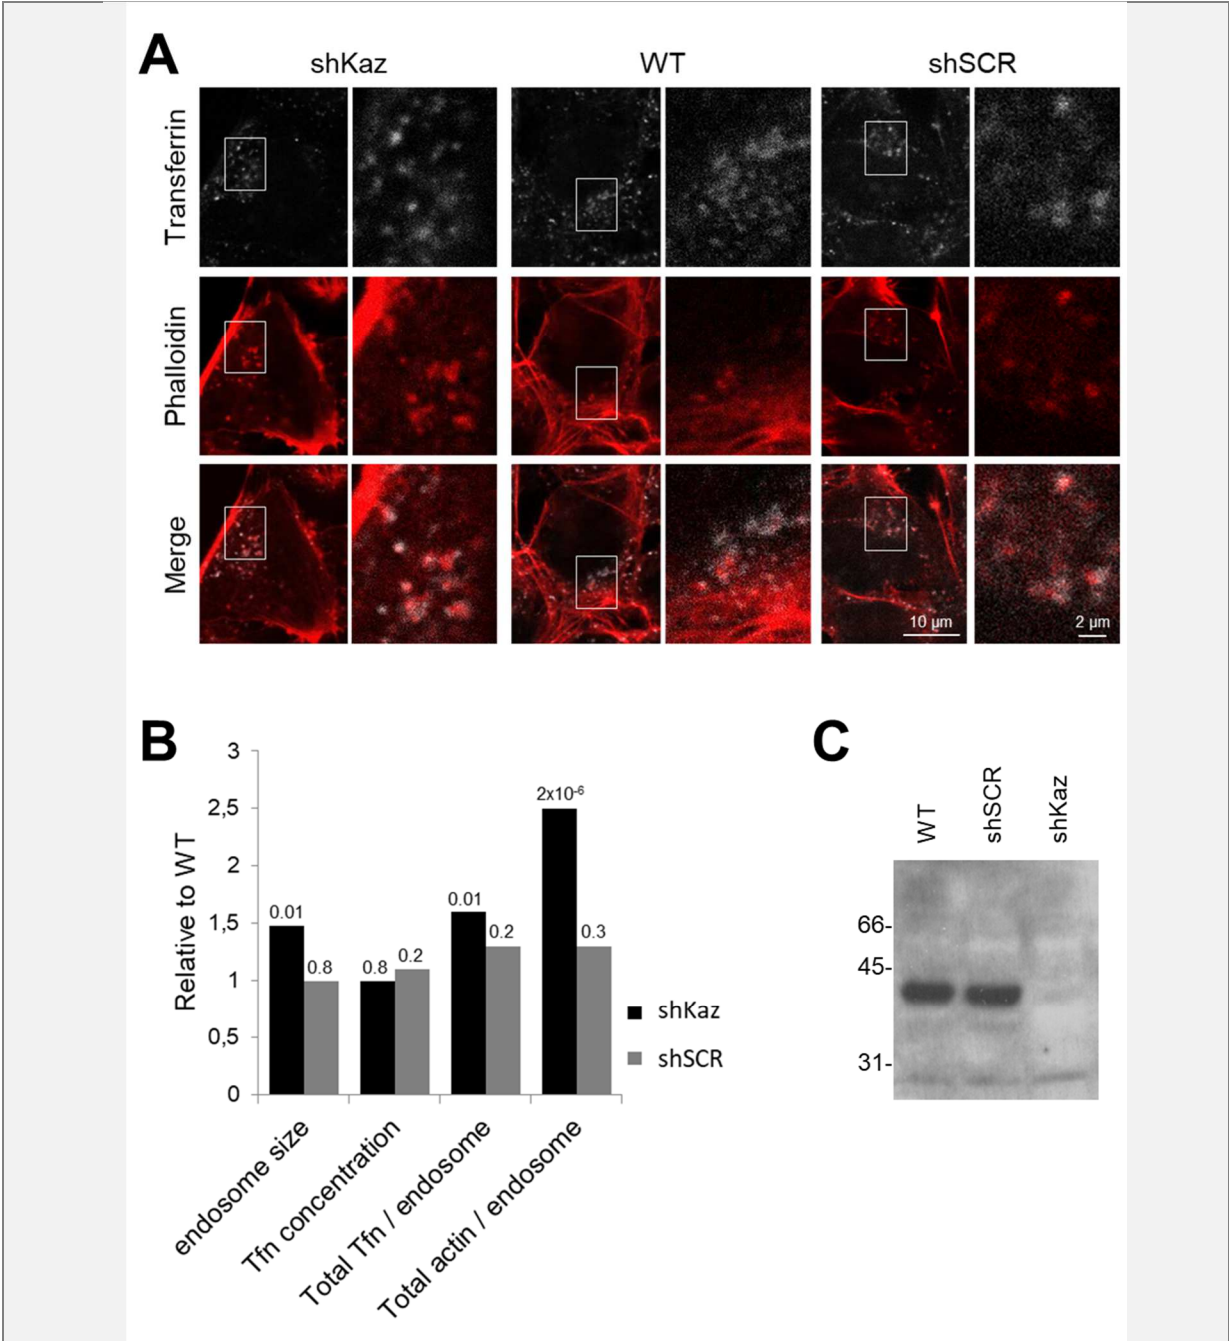 A
shKaz WT shSCR
Transferrin
Phalloidin
Merge
10 µm
2 µm
B
Relative to WT
3
2,5
2
1,5
1
0,5
0
0.01
0.8
0.8
0.2
0.01
0.2
2x10-6
0.3
endosome size
Tfn concentration
Total Tfn / endosome
Total actin / endosome
shKaz
shSCR
C
WT
shSCR
shKaz
66-
45-
31-